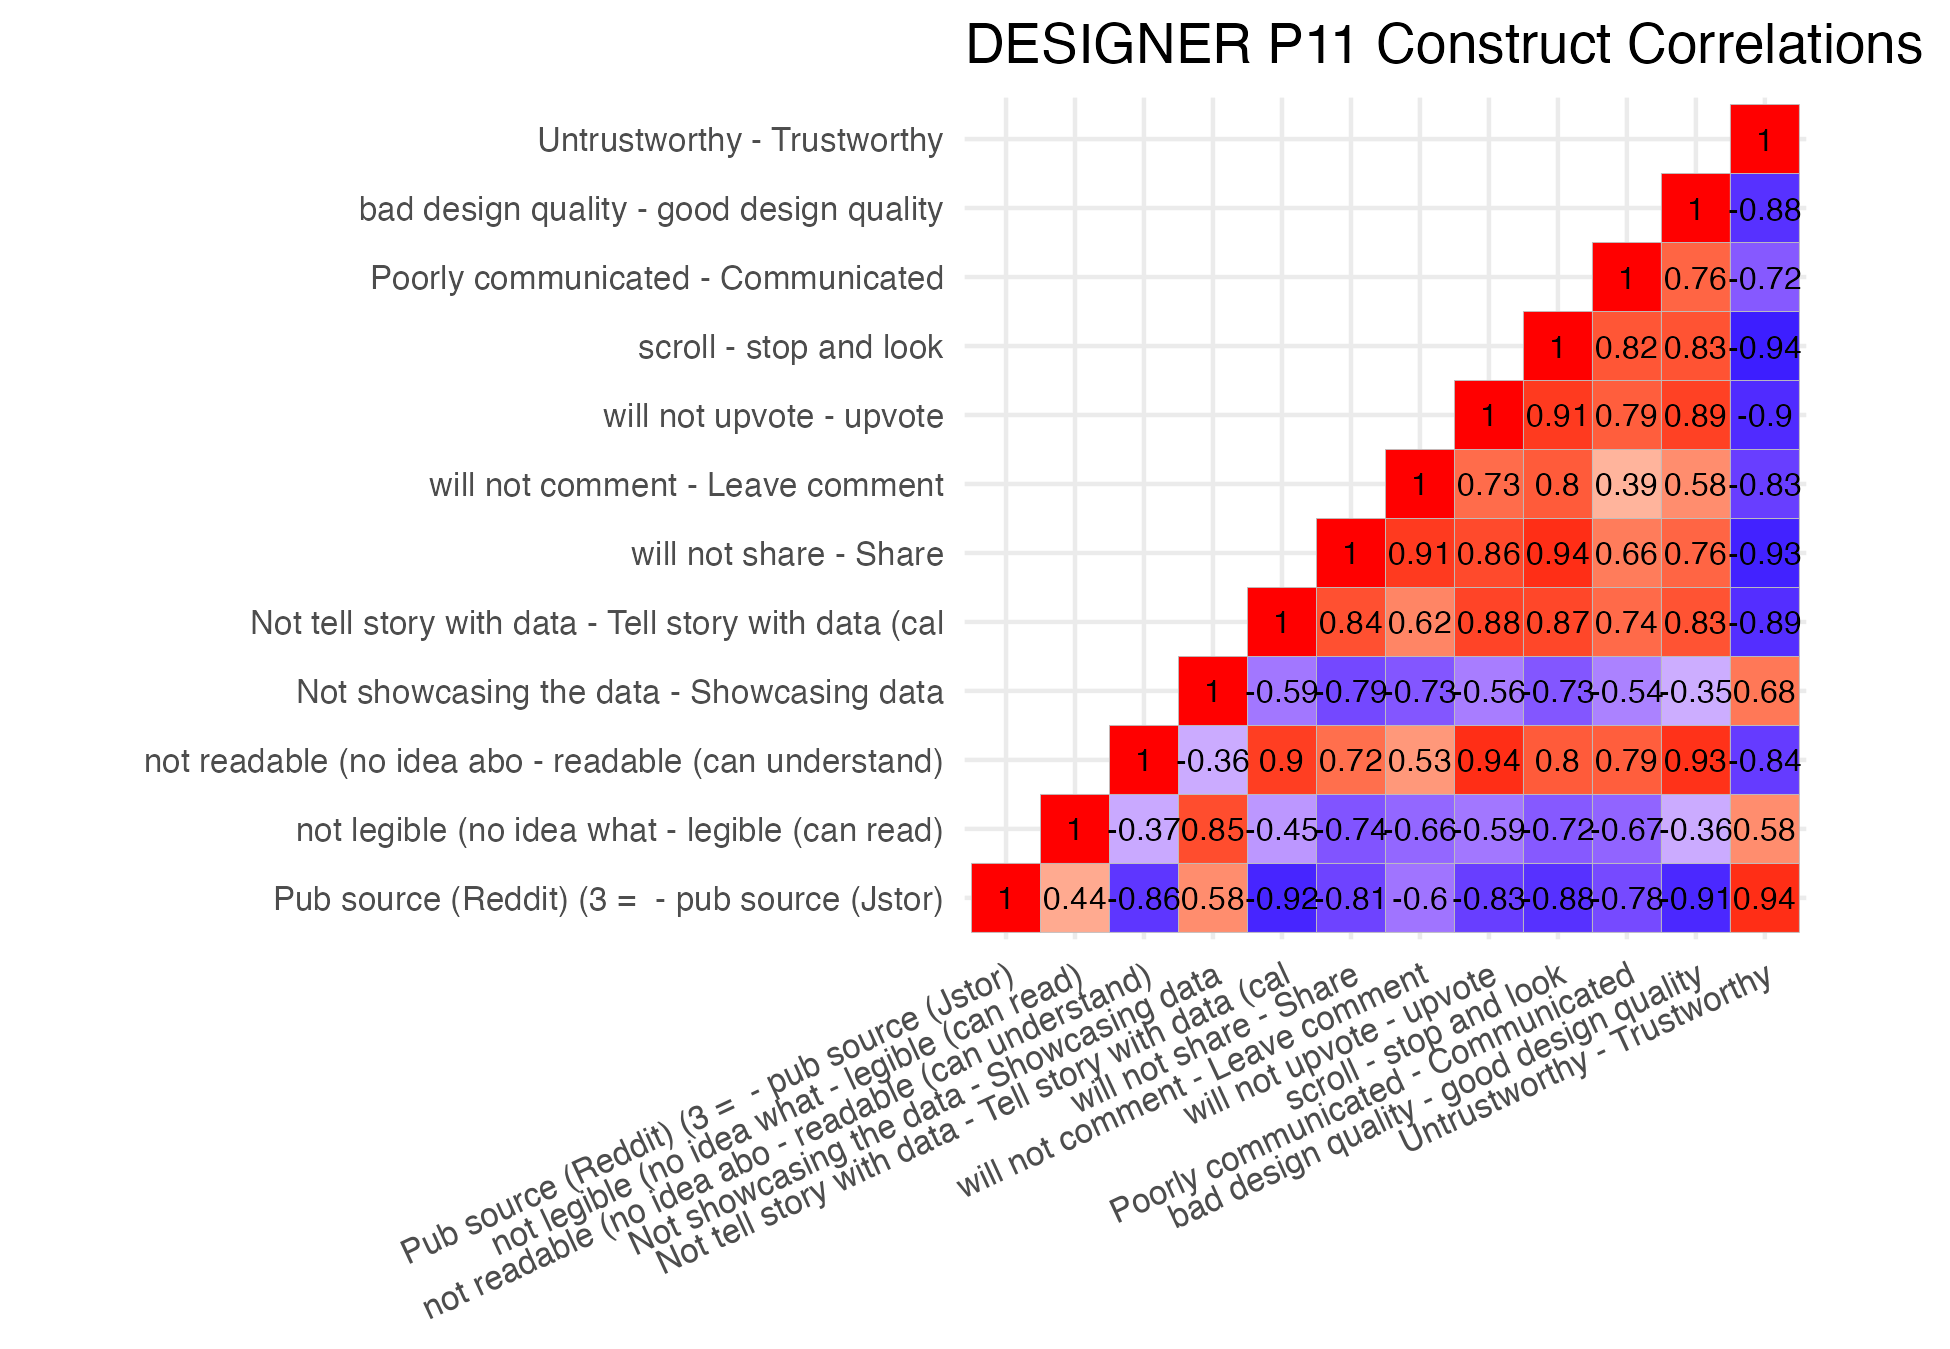 DESIGNER P11 Construct Correlations
Untrustworthy - Trustworthy 1
bad design quality - good design quality 1 -0.88
Poorly communicated - Communicated 1 0.76 -0.72
scroll - stop and look 1 0.82 0.83 -0.94
will not upvote - upvote 1 0.91 0.79 0.89 -0.9
will not comment - Leave comment 1 0.73 0.8 0.39 0.58 -0.83
will not share - Share 1 0.91 0.86 0.94 0.66 0.76 -0.93
Not tell story with data - Tell story with data (cal 1 0.84 0.62 0.88 0.87 0.74 0.83 -0.89
Not showcasing the data - Showcasing data 1 -0.59 -0.79 -0.73 -0.56 -0.73 -0.54 -0.35 0.68
not readable (no idea abo - readable (can understand) 1 -0.36 0.9 0.72 0.53 0.94 0.8 0.79 0.93 -0.84
not legible (no idea what - legible (can read) 1 -0.37 0.85 -0.45 -0.74 -0.66 -0.59 -0.72 -0.67 -0.36 0.58
Pub source (Reddit) (3 =  - pub source (Jstor) 1 0.44 -0.86 0.58 -0.92 -0.81 -0.6 -0.83 -0.88 -0.78 -0.91 0.94
Pub source (Reddit) (3 =  - pub source (Jstor)
not legible (no idea what - legible (can read)
not readable (no idea abo - readable (can understand)
Not showcasing the data - Showcasing data
Not tell story with data - Tell story with data (cal
will not share - Share
will not comment - Leave comment
will not upvote - upvote
scroll - stop and look
Poorly communicated - Communicated
bad design quality - good design quality
Untrustworthy - Trustworthy